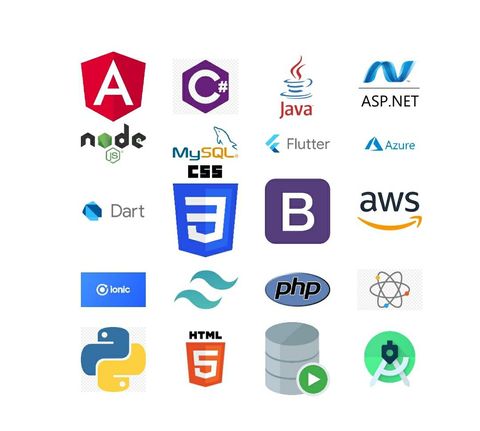 A
C#
Java
ASP.NET
node
JS
MySQL
Flutter
Azure
CSS
Dart
3
B
aws
ionic
php
HTML
5